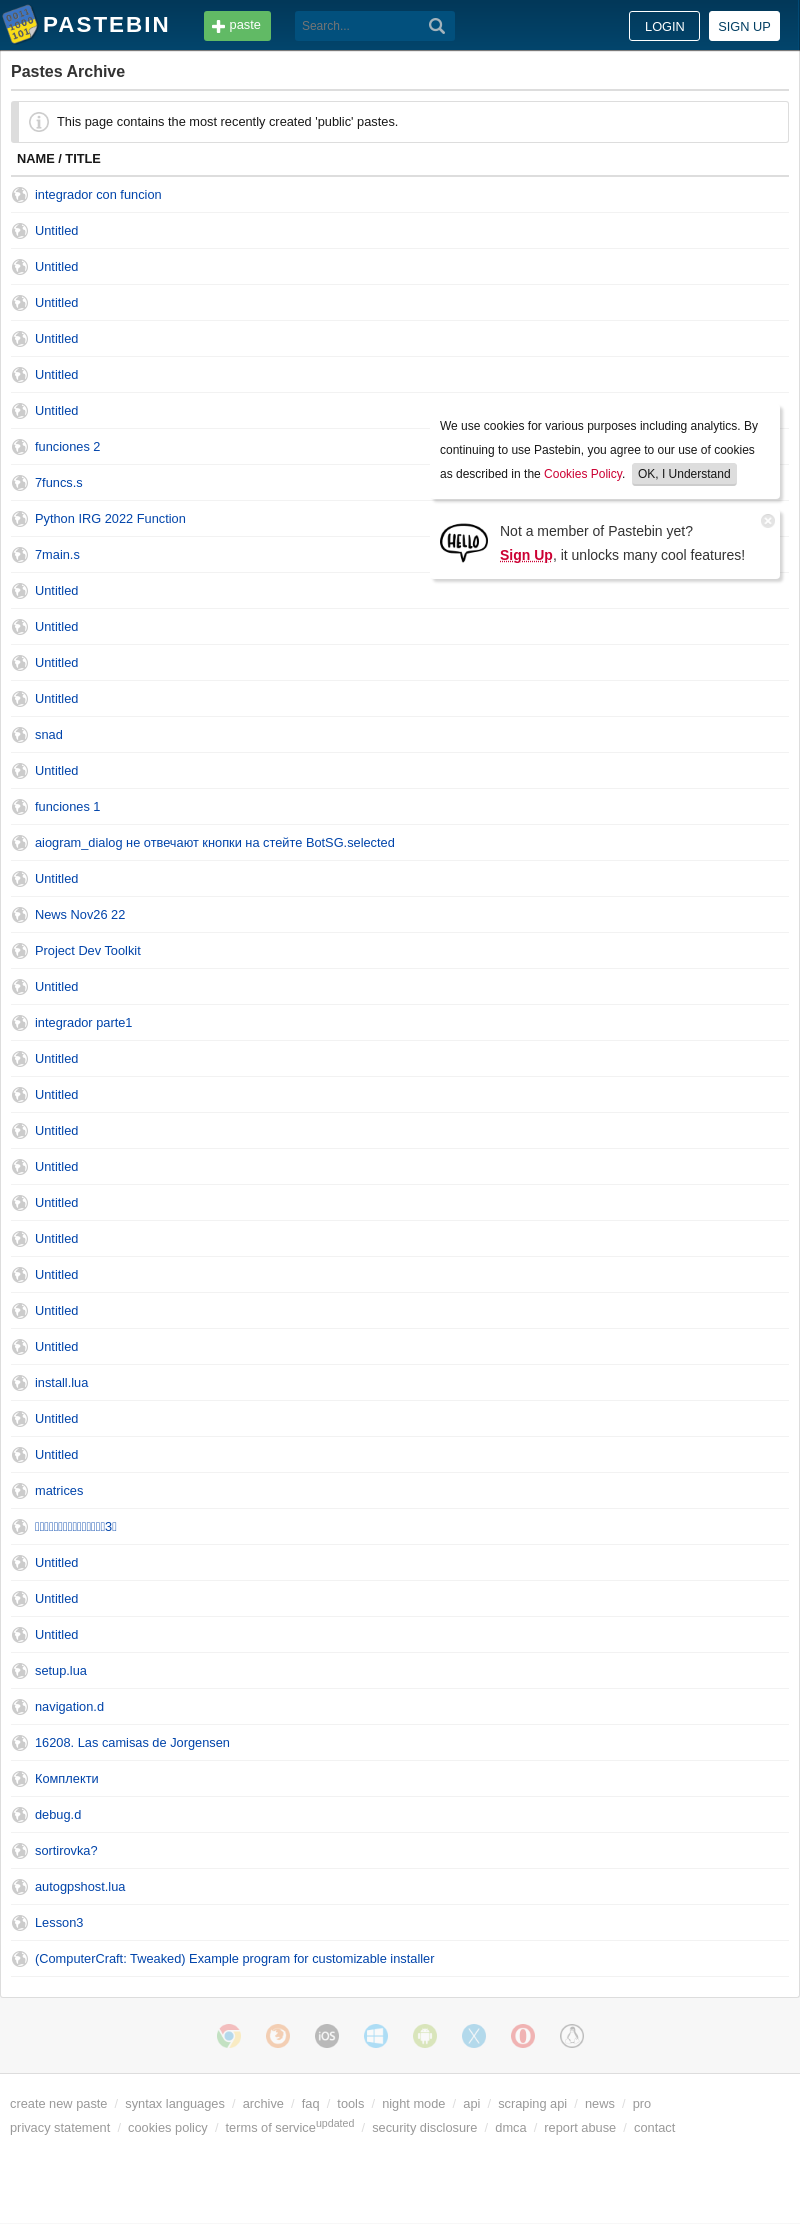 PASTEBIN
paste
Search...
LOGIN
SIGN UP
Pastes Archive
This page contains the most recently created 'public' pastes.
NAME / TITLE
integrador con funcion
Untitled
Untitled
Untitled
Untitled
Untitled
Untitled
funciones 2
7funcs.s
Python IRG 2022 Function
7main.s
We use cookies for various purposes including analytics. By
continuing to use Pastebin, you agree to our use of cookies
as described in the Cookies Policy. OK, I Understand
HELLO
Not a member of Pastebin yet?
Sign Up, it unlocks many cool features!
Untitled
Untitled
Untitled
Untitled
snad
Untitled
funciones 1
aiogram_dialog не отвечают кнопки на стейте BotSG.selected
Untitled
News Nov26 22
Project Dev Toolkit
Untitled
integrador parte1
Untitled
Untitled
Untitled
Untitled
Untitled
Untitled
Untitled
Untitled
Untitled
install.lua
Untitled
Untitled
matrices
3
Untitled
Untitled
Untitled
setup.lua
navigation.d
16208. Las camisas de Jorgensen
Комплекти
debug.d
sortirovka?
autogpshost.lua
Lesson3
(ComputerCraft: Tweaked) Example program for customizable installer
iOS
create new paste / syntax languages / archive / faq / tools / night mode / api / scraping api / news / pro
privacy statement / cookies policy / terms of serviceupdated / security disclosure / dmca / report abuse / contact